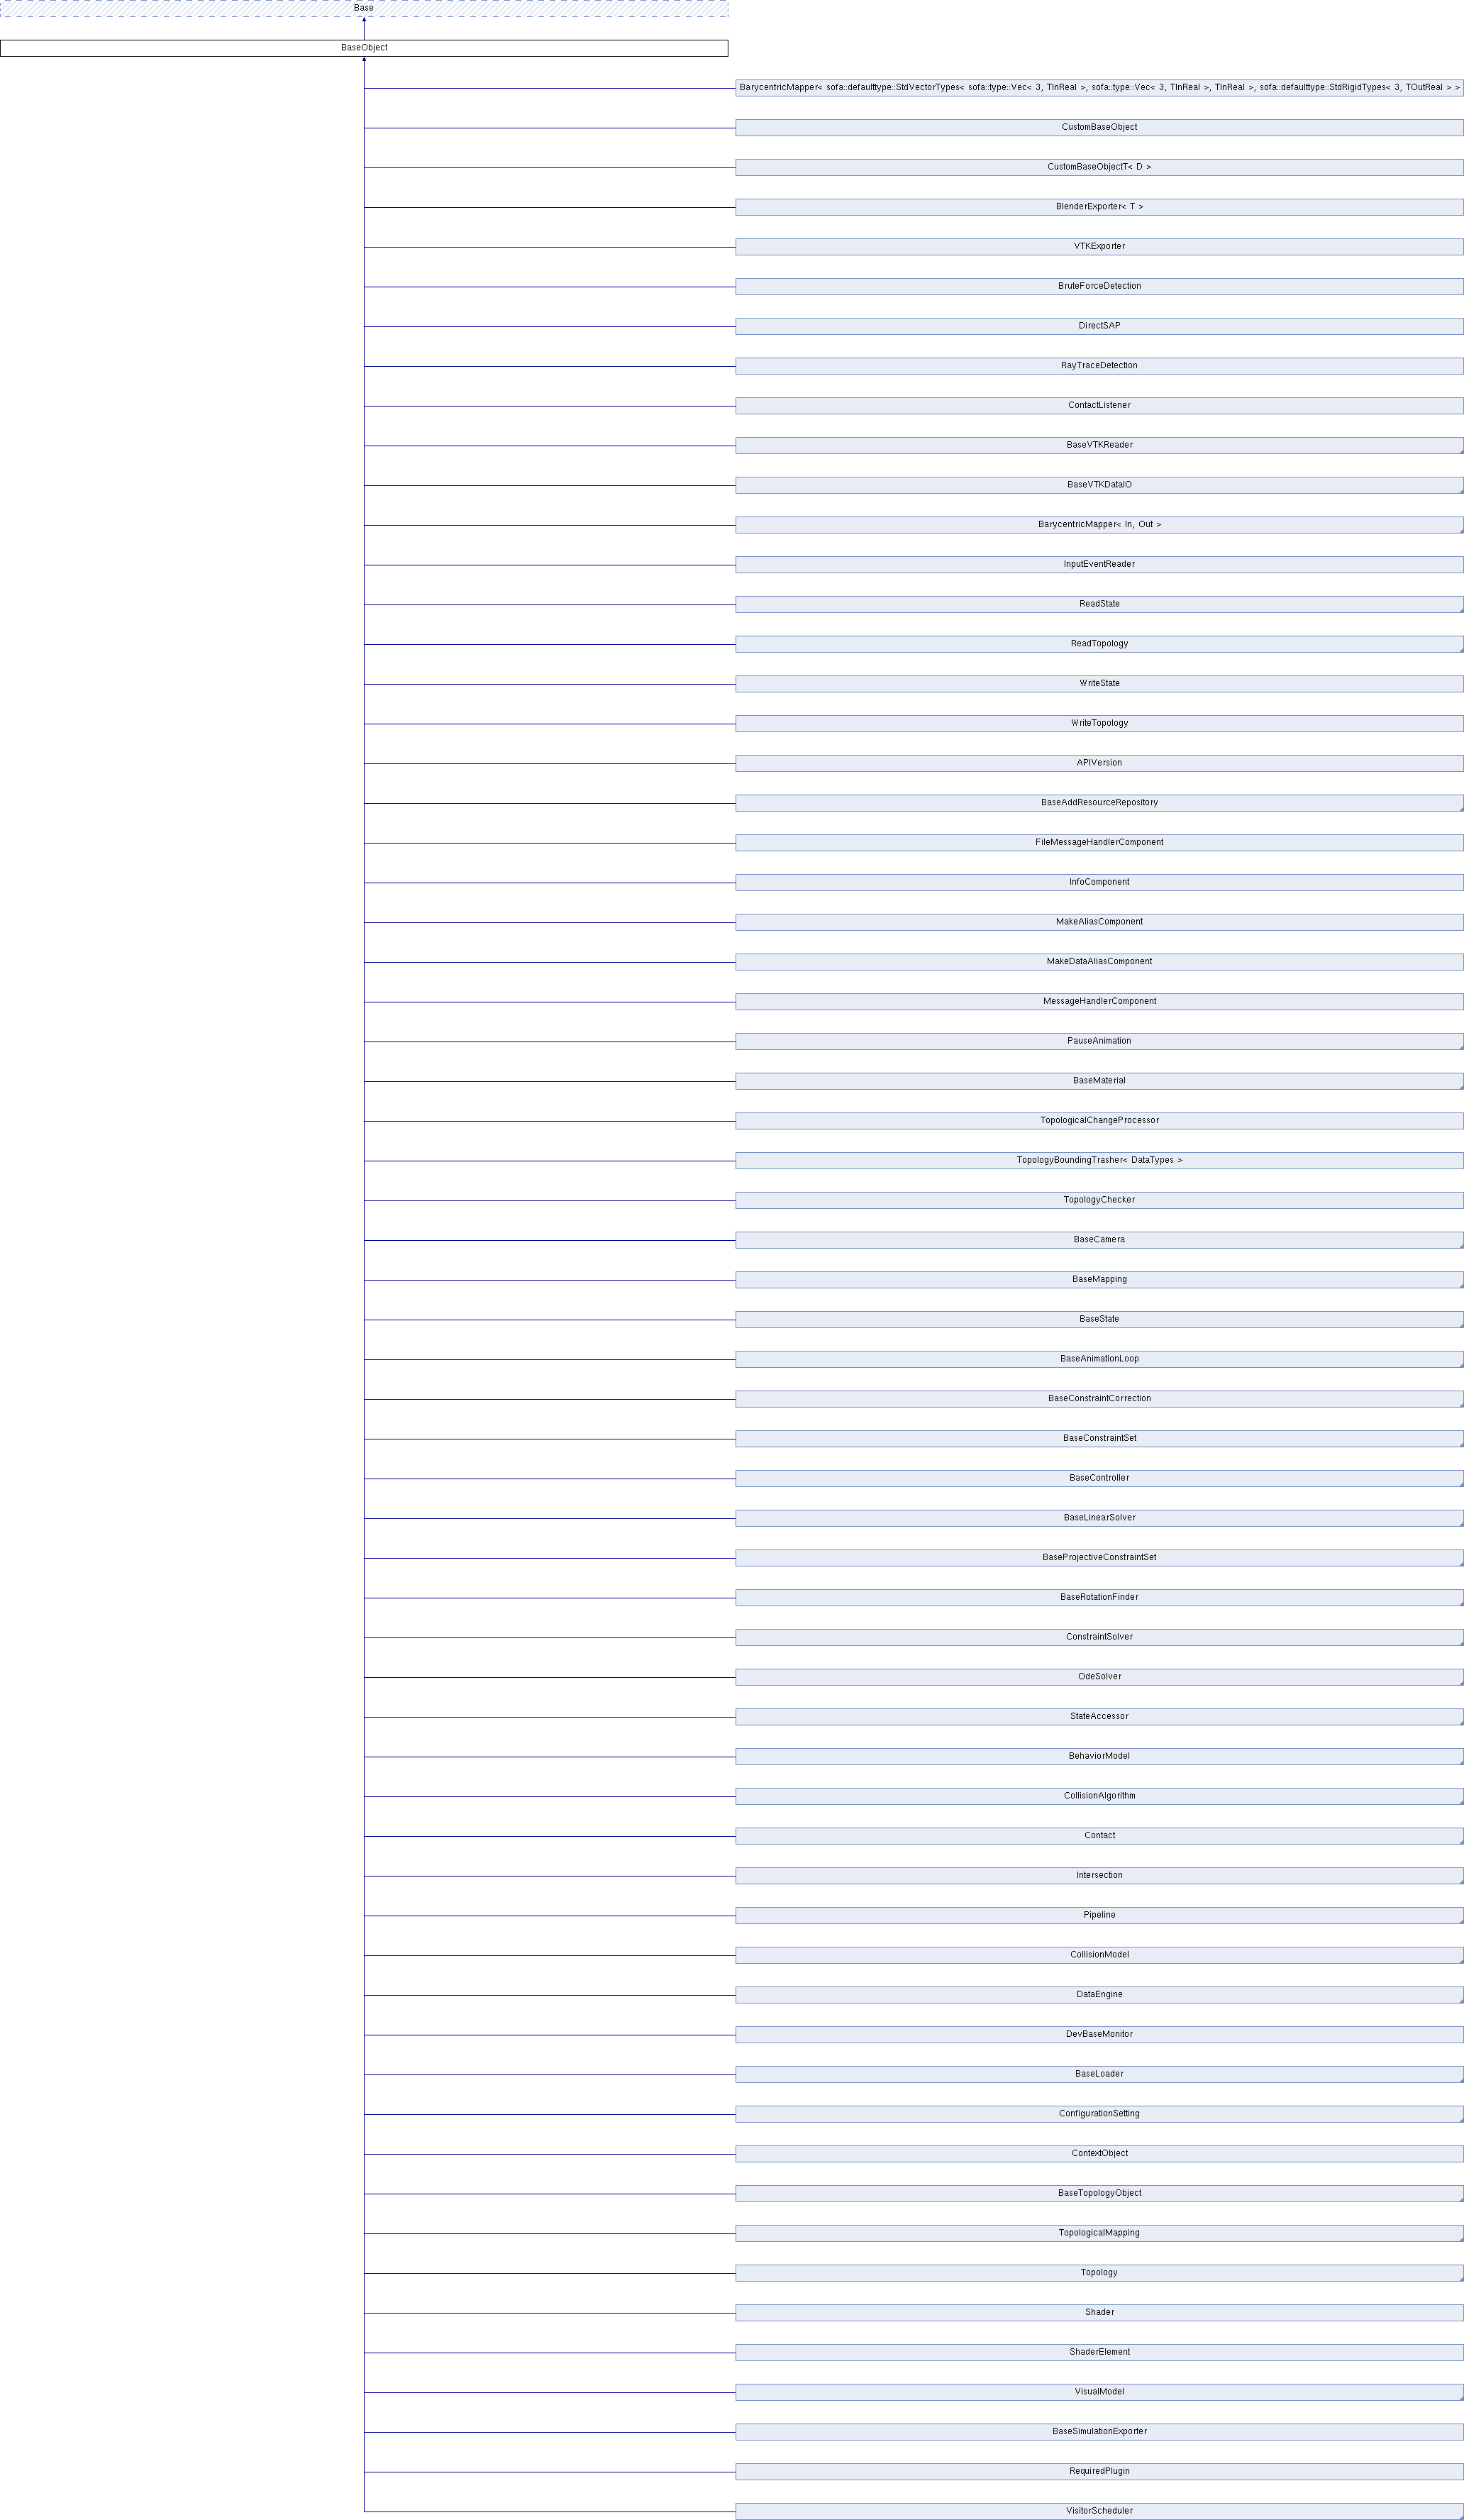 Base
BaseObject
BarycentricMapper< sofa::defaulttype::StdVectorTypes< sofa::type::Vec< 3, TInReal >, sofa::type::Vec< 3, TInReal >, TInReal >, sofa::defaulttype::StdRigidTypes< 3, TOutReal > >
CustomBaseObject
CustomBaseObjectT< D >
BlenderExporter< T >
VTKExporter
BruteForceDetection
DirectSAP
RayTraceDetection
ContactListener
BaseVTKReader
BaseVTKDataIO
BarycentricMapper< In, Out >
InputEventReader
ReadState
ReadTopology
WriteState
WriteTopology
APIVersion
BaseAddResourceRepository
FileMessageHandlerComponent
InfoComponent
MakeAliasComponent
MakeDataAliasComponent
MessageHandlerComponent
PauseAnimation
BaseMaterial
TopologicalChangeProcessor
TopologyBoundingTrasher< DataTypes >
TopologyChecker
BaseCamera
BaseMapping
BaseState
BaseAnimationLoop
BaseConstraintCorrection
BaseConstraintSet
BaseController
BaseLinearSolver
BaseProjectiveConstraintSet
BaseRotationFinder
ConstraintSolver
OdeSolver
StateAccessor
BehaviorModel
CollisionAlgorithm
Contact
Intersection
Pipeline
CollisionModel
DataEngine
DevBaseMonitor
BaseLoader
ConfigurationSetting
ContextObject
BaseTopologyObject
TopologicalMapping
Topology
Shader
ShaderElement
VisualModel
BaseSimulationExporter
RequiredPlugin
VisitorScheduler